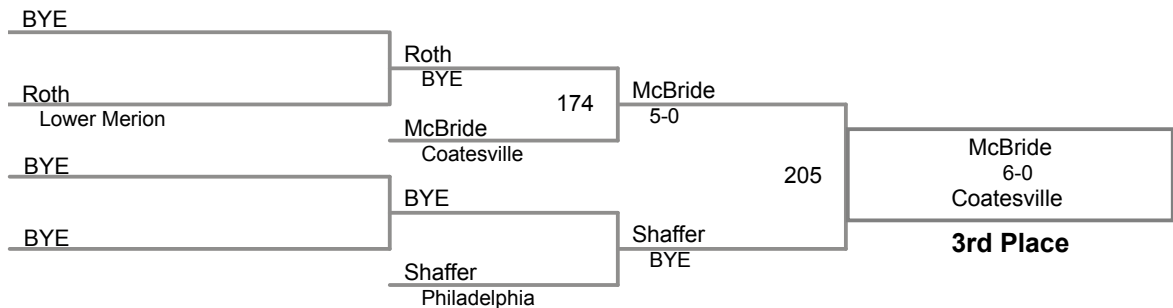 BYE
Roth
Lower Merion
BYE
BYE
Roth
BYE
174
McBride
Coatesville
BYE
Shaffer
Philadelphia
McBride
5-0
205
Shaffer
BYE
McBride
6-0
Coatesville
3rd Place